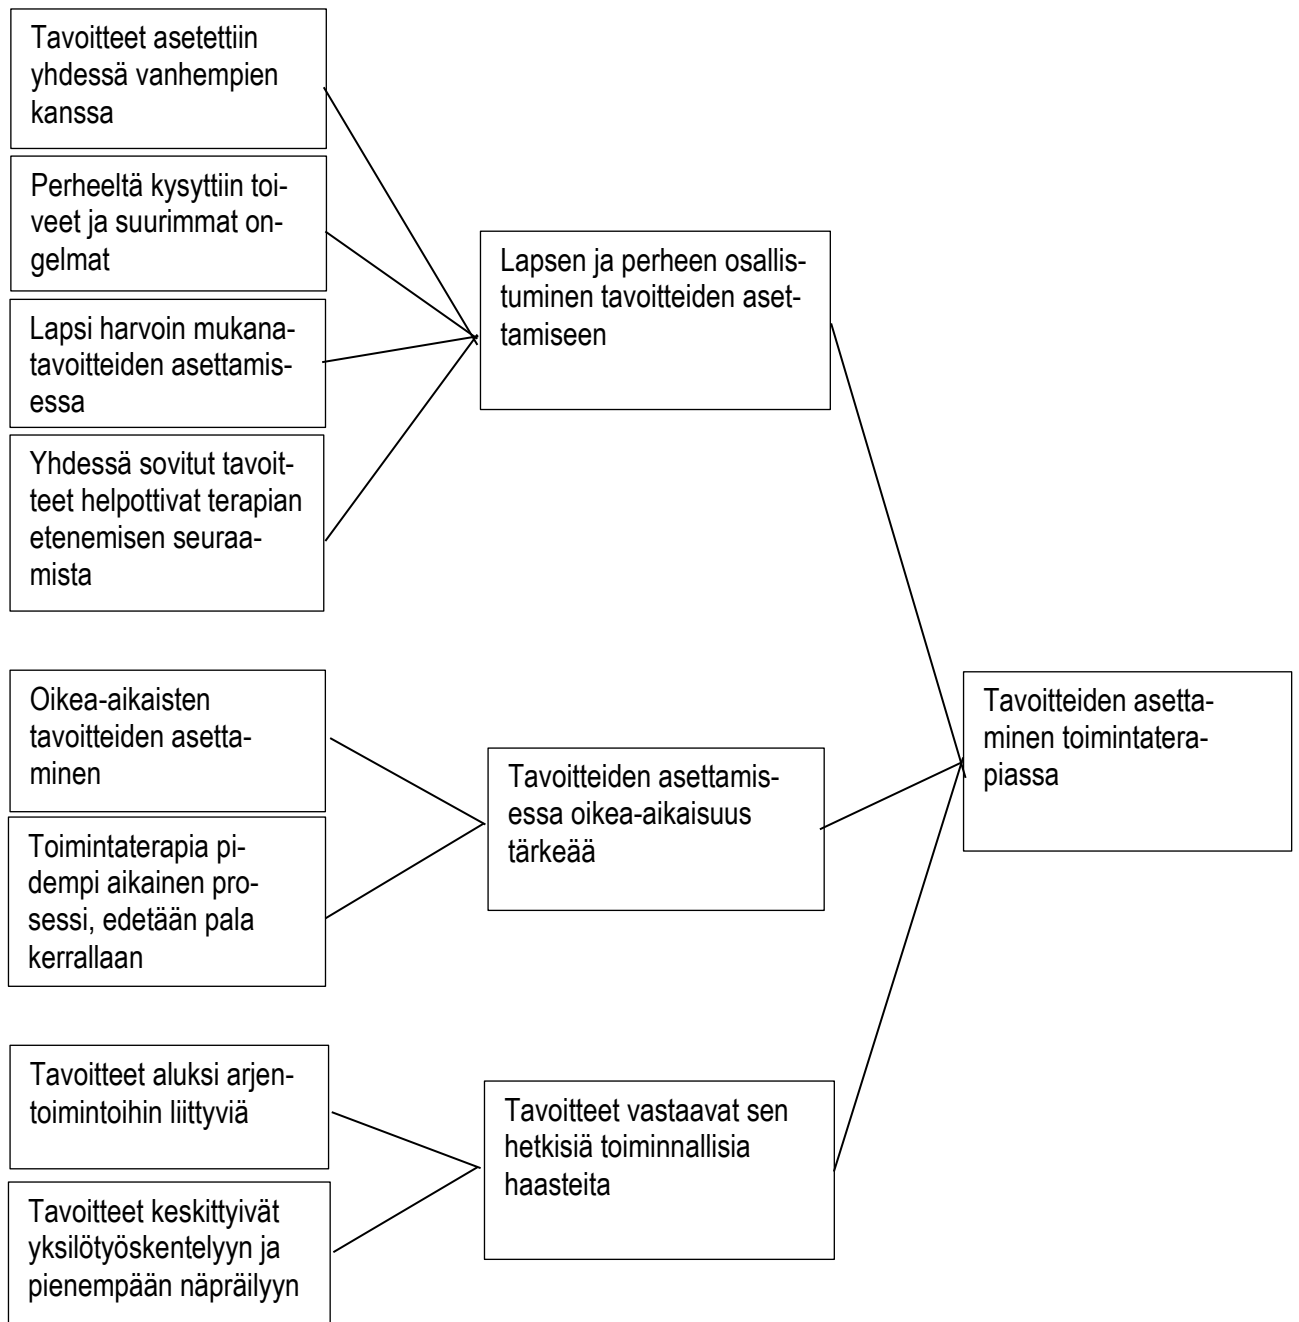 Tavoitteet asetettiin
yhdessä vanhempien
kanssa
Perheeltä kysyttiin toi-
veet ja suurimmat on-
gelmat
Lapsi harvoin mukana-
tavoitteiden asettamis-
essa
Yhdessä sovitut tavoit-
teet helpottivat terapian
etenemisen seuraa-
mista
Lapsen ja perheen osallis-
tuminen tavoitteiden aset-
tamiseen
Oikea-aikaisten
tavoitteiden asetta-
minen
Toimintaterapia pi-
dempi aikainen pro-
sessi, edetään pala
kerrallaan
Tavoitteiden asettamis-
essa oikea-aikaisuus
tärkeää
Tavoitteet aluksi arjen-
toimintoihin liittyviä
Tavoitteet keskittyivät
yksilötyöskentelyyn ja
pienempään näpräilyyn
Tavoitteet vastaavat sen
hetkisiä toiminnallisia
haasteita
Tavoitteiden asetta-
minen toimintatera-
piassa